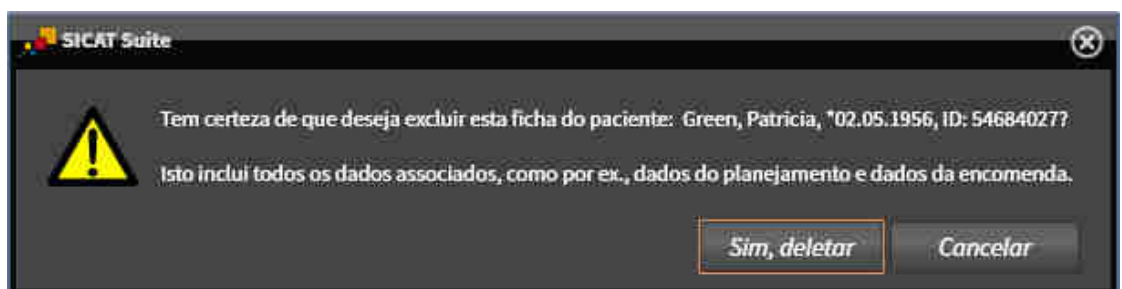 SICAT Suite
Tem certeza de que deseja excluir esta ficha do paciente: Green, Patricia, *02.05.1956, ID: 54684027?
Isto inclui todos os dados associados, como por ex., dados do planejamento e dados da encomenda.
Sim, deletar Cancelar